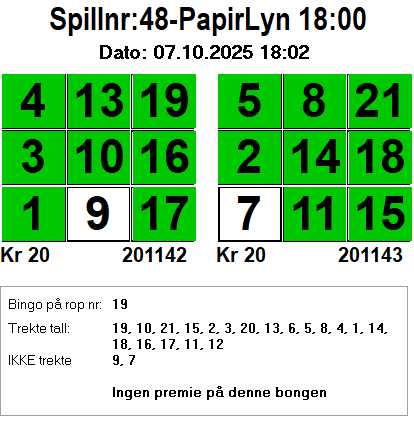 Spillnr:48-PapirLyn 18:00
Dato: 07.10.2025 18:02
4 13 19 5 8 21
3 10 16 2 14 18
1 9 17 7 11 15
Kr 20 201142 Kr 20 201143
Bingo på rop nr: 19
Trekte tall: 19, 10, 21, 15, 2, 3, 20, 13, 6, 5, 8, 4, 1, 14,
18, 16, 17, 11, 12
IKKE trekte 9, 7
Ingen premie på denne bongen